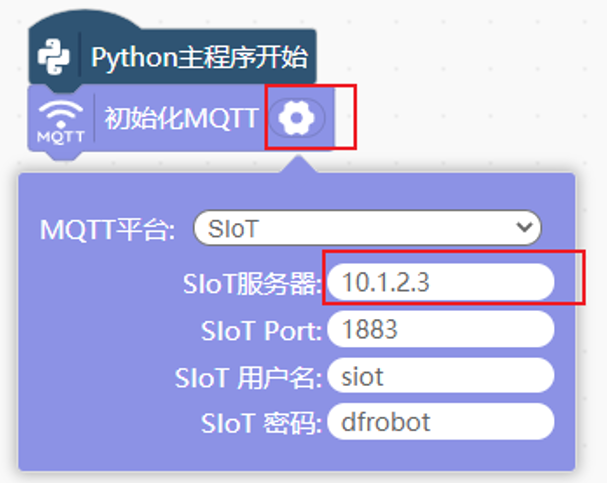 Python主程序开始
MQTT 初始化MQTT
MQTT平台: SIoT
SIoT服务器: 10.1.2.3
SIoT Port: 1883
SIoT 用户名: siot
SIoT 密码: dfrobot